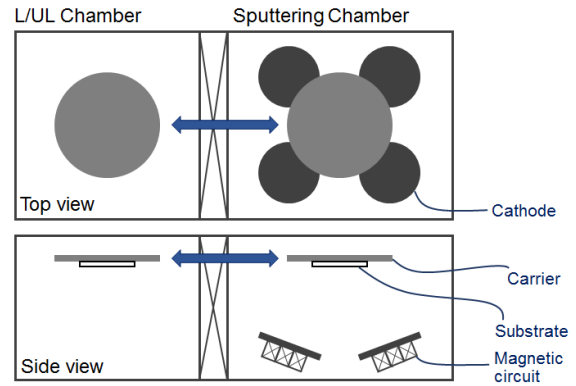 L/UL Chamber
Sputtering Chamber
Top view
Cathode
Carrier
Substrate
Magnetic
circuit
Side view